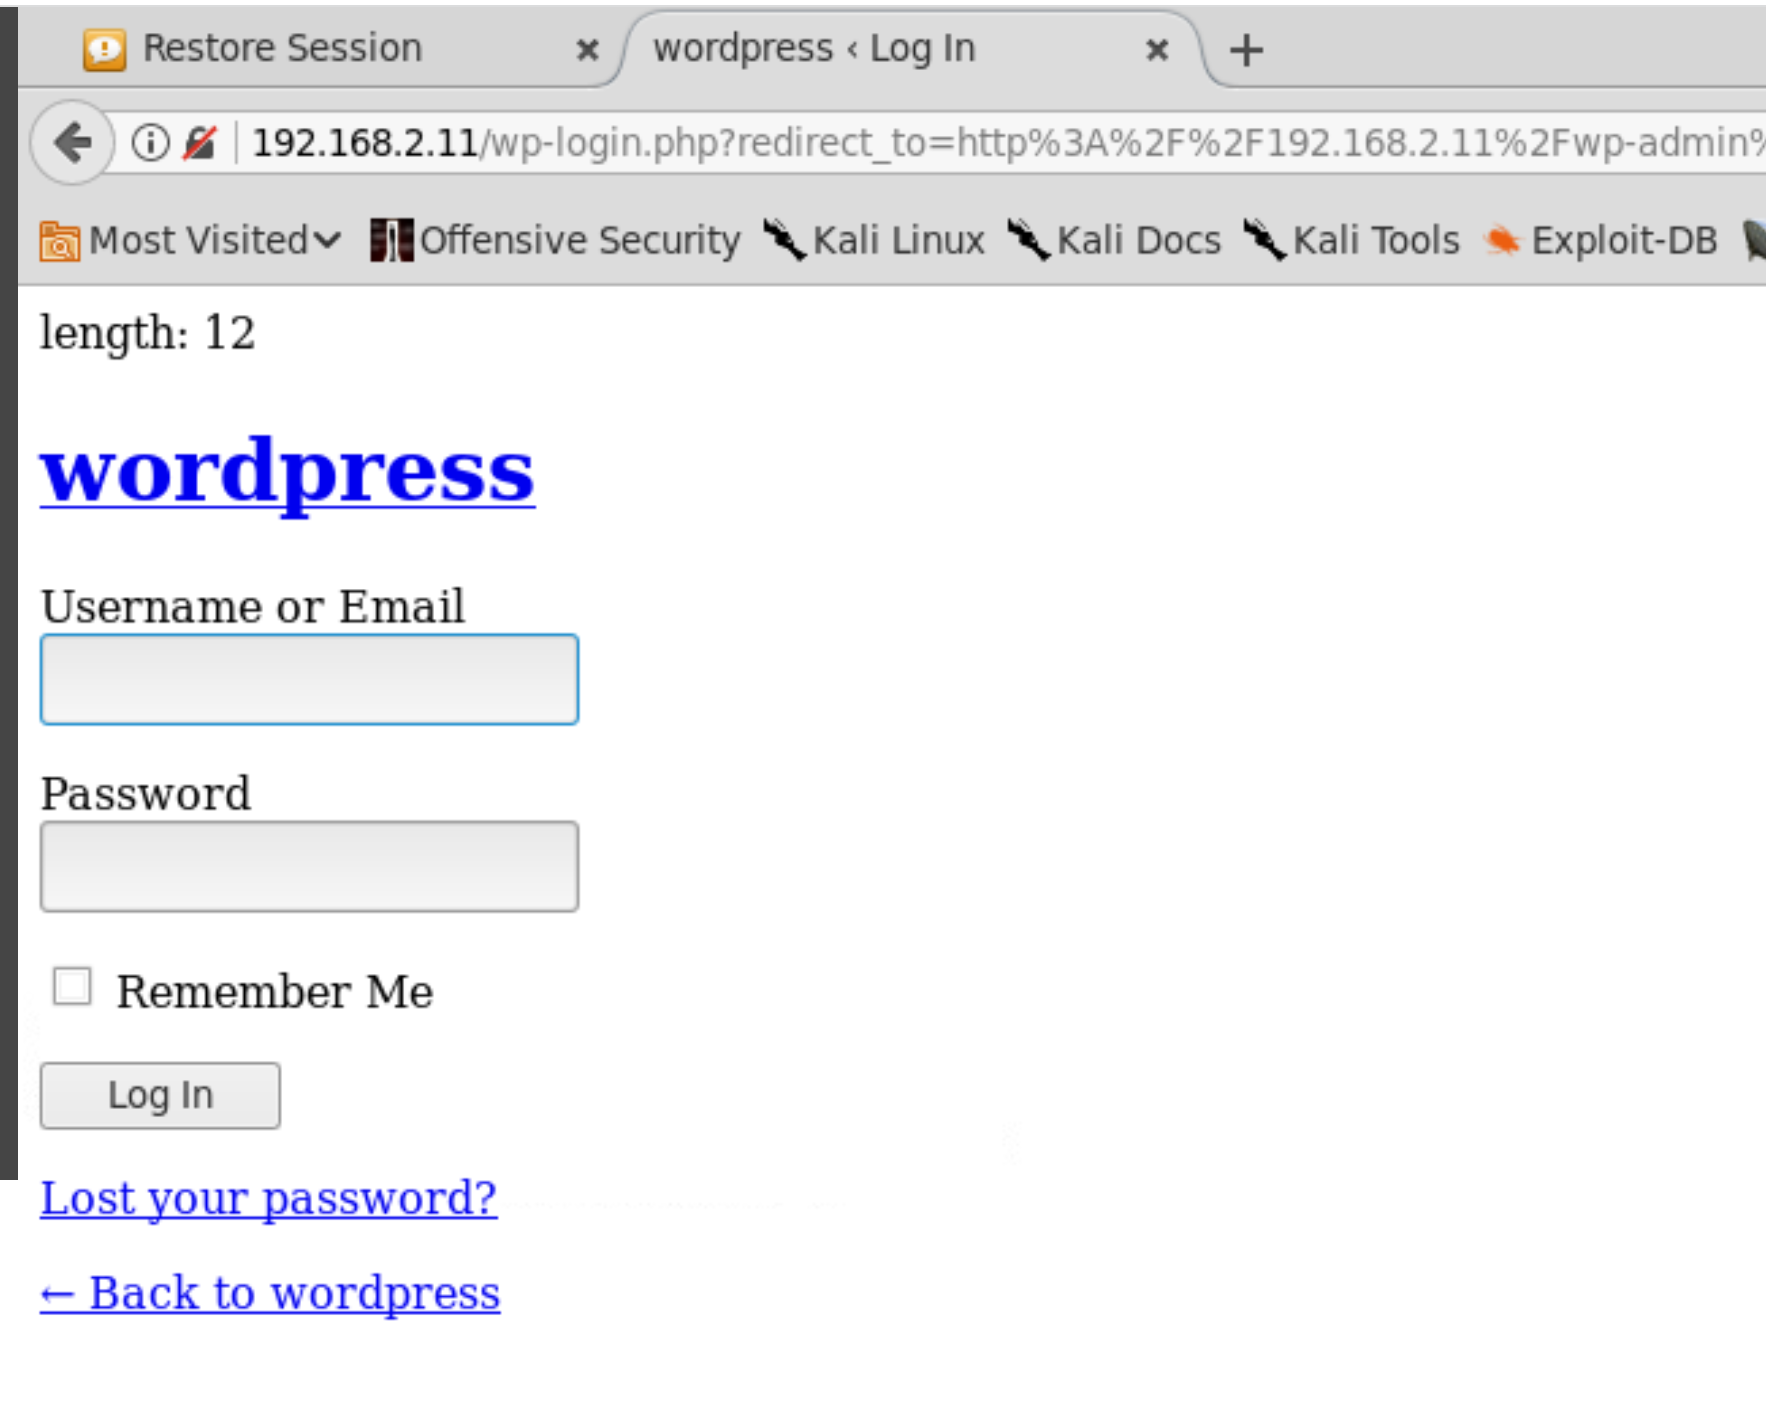 Restore Session
wordpress ‹ Log In
192.168.2.11/wp-login.php?redirect_to=http%3A%2F%2F192.168.2.11%2Fwp-admin%
Most Visited Offensive Security Kali Linux Kali Docs Kali Tools Exploit-DB
length: 12
wordpress
Username or Email
Password
Remember Me
Log In
Lost your password?
← Back to wordpress